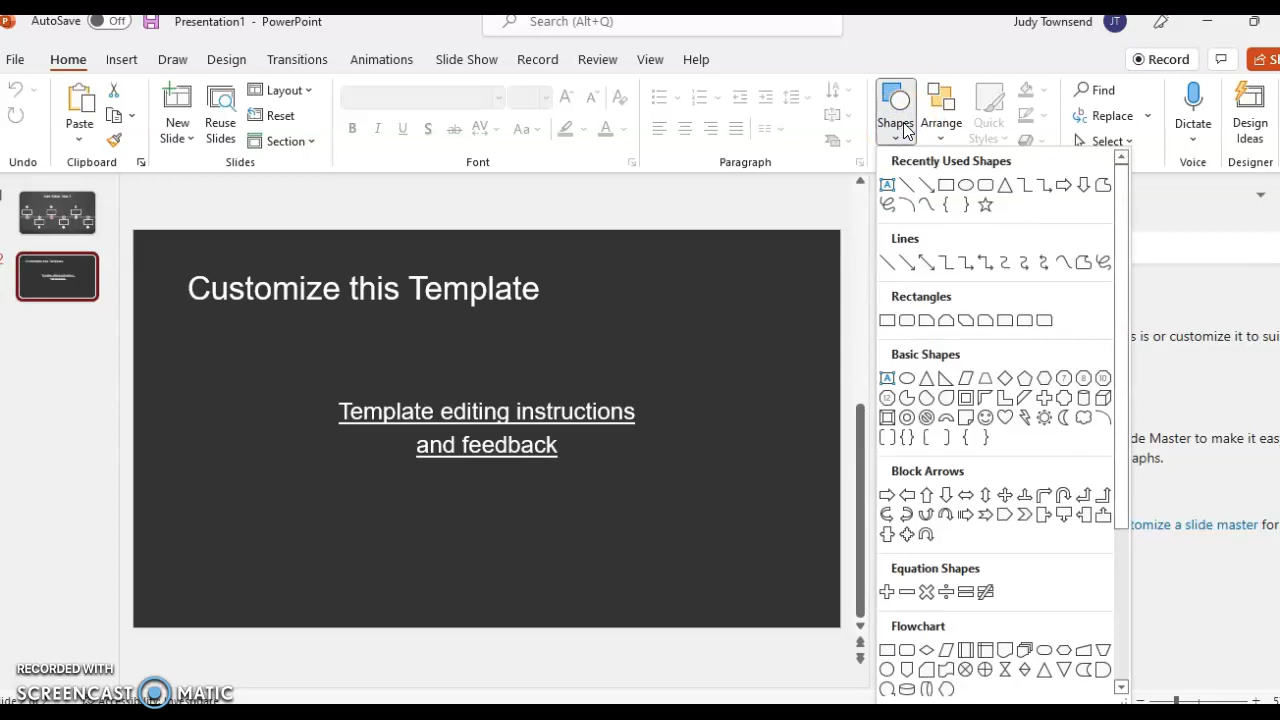 AutoSave Off Presentation1 - PowerPoint Search (Alt+Q) Judy Townsend JT
File Home Insert Draw Design Slide Show Transitions Animations Record Review View Help Record
Paste New Slide Reuse Slides Layout Reset Section
B I U S AV Aa A
Shapes Arrange Quick Styles Find Replace Select Dictate Design Ideas
Undo Clipboard Slides Font Paragraph Voice Designer
Recently Used Shapes
Lines
Rectangles
Basic Shapes
Block Arrows
Equation Shapes
Flowchart
Customize this Template
Template editing instructions
and feedback
s is or customize it to sui
de Master to make it eas
aphs.
tomize a slide master for
RECORDED WITH
SCREENCAST MATIC
Accessibility: Investigate